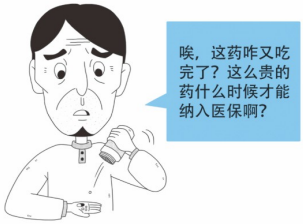 唉，这药咋又吃
完了？这么贵的
药什么时候才能
纳入医保啊？